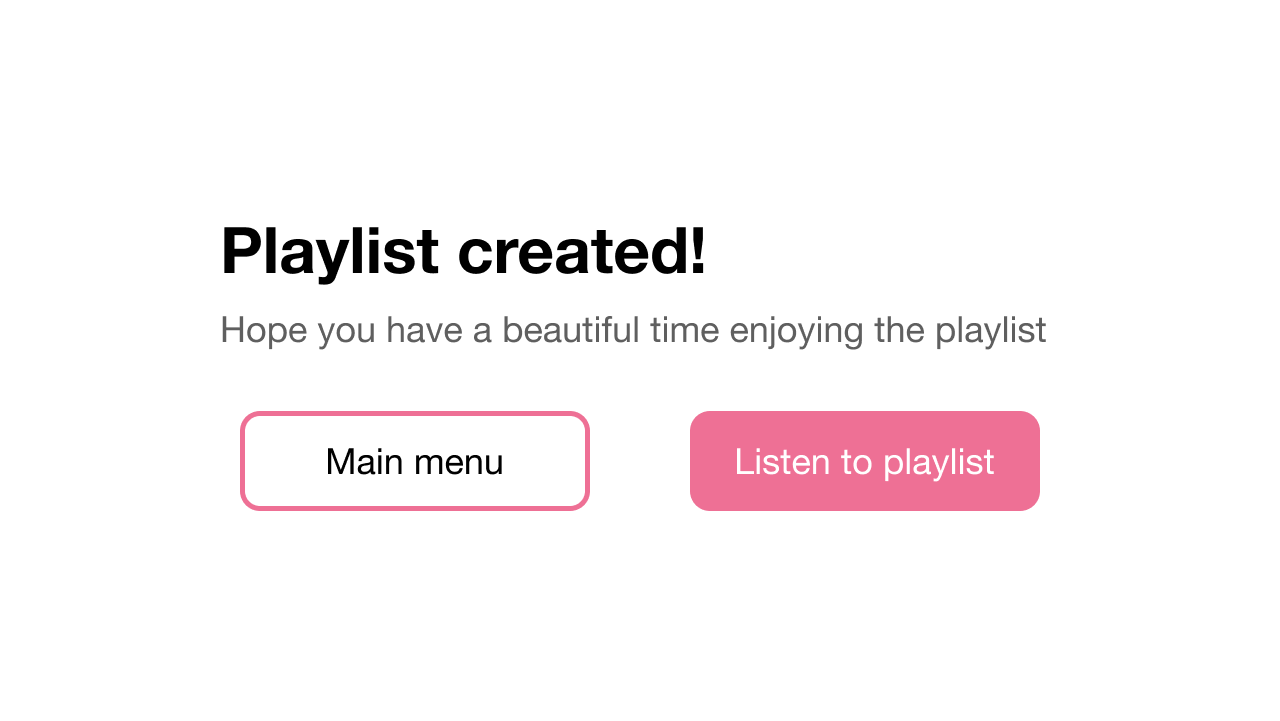 Playlist created!
Hope you have a beautiful time enjoying the playlist
Main menu
Listen to playlist